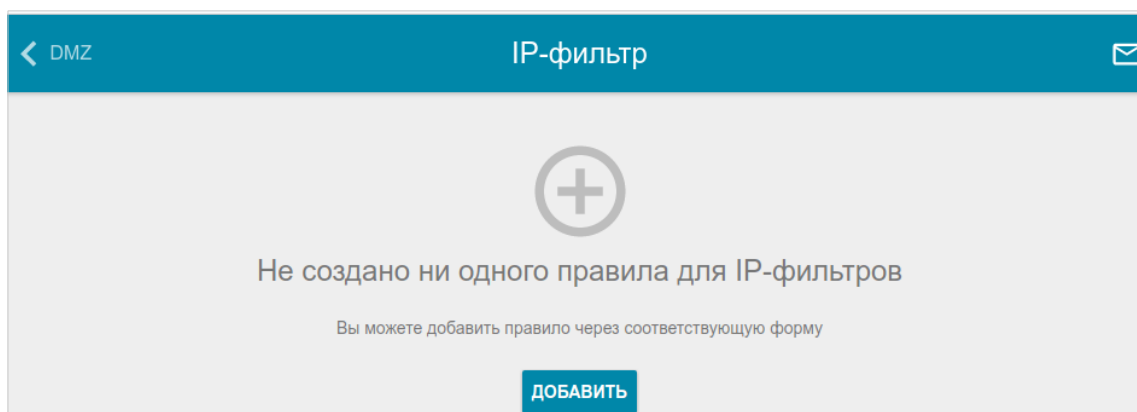 DMZ
IP-фильтр
Не создано ни одного правила для IP-фильтров
Вы можете добавить правило через соответствующую форму
ДОБАВИТЬ